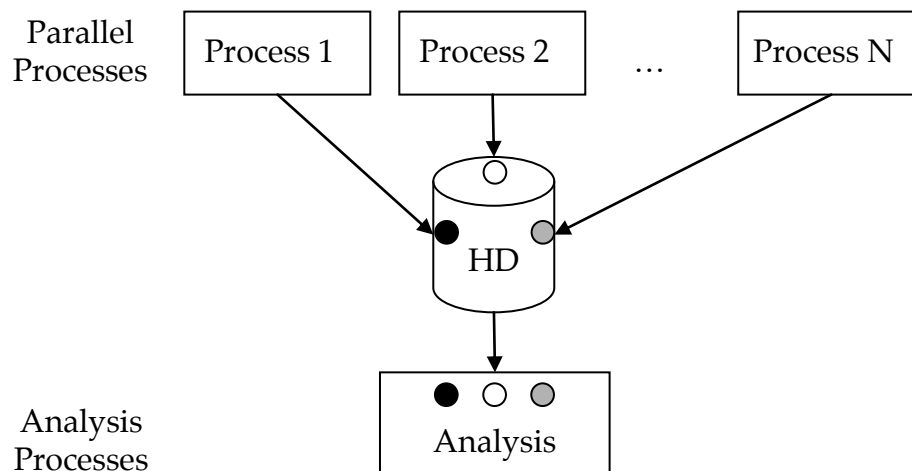 Parallel
Processes
Process 1
Process 2
...
Process N
HD
Analysis
Processes
Analysis